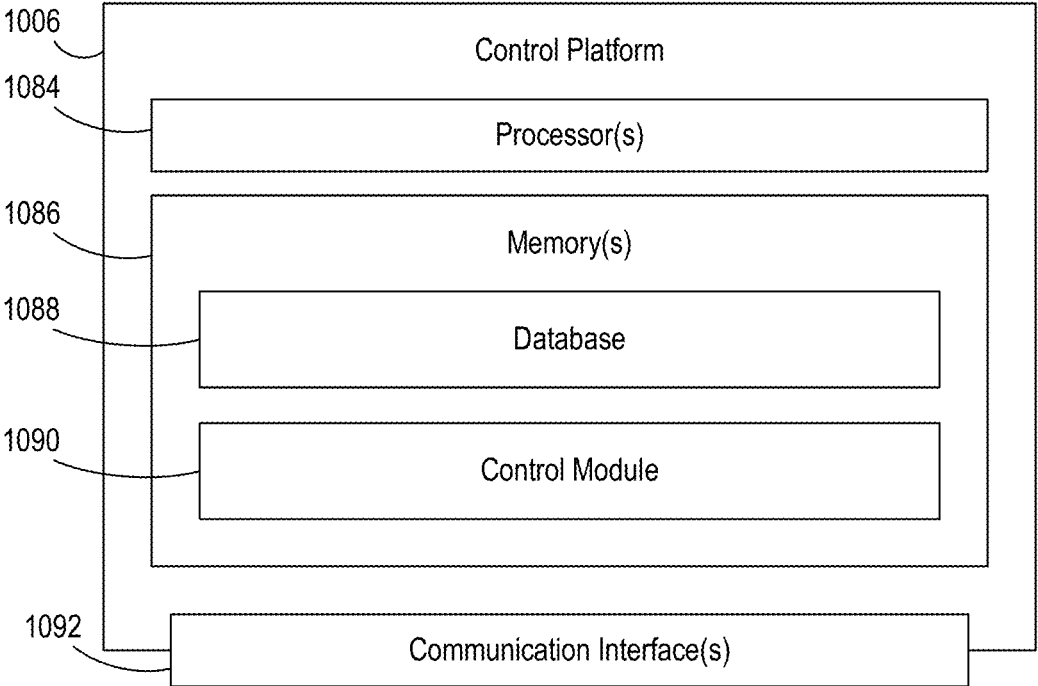 1006
Control Platform
1084
Processor(s)
1086
Memory(s)
1088
Database
1090
Control Module
1092
Communication Interface(s)